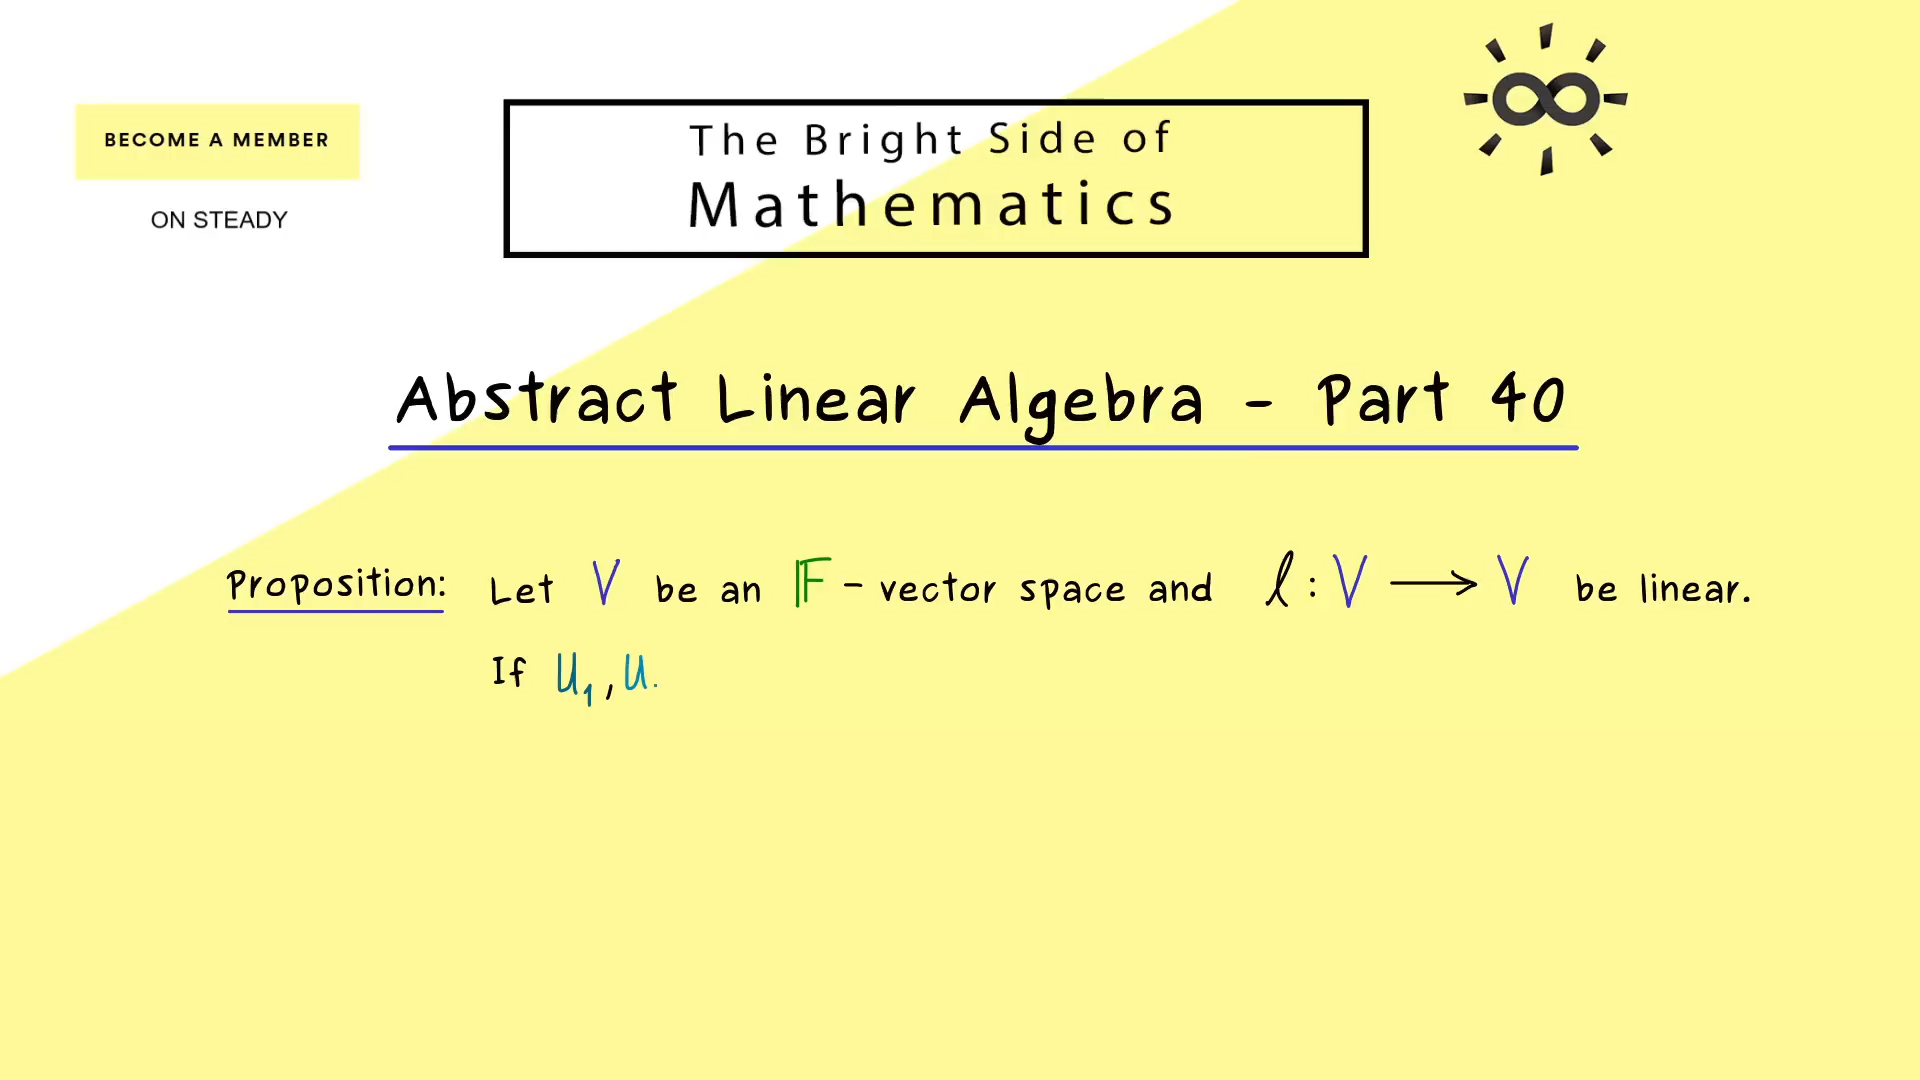 BECOME A MEMBER
ON STEADY
The Bright Side of
Mathematics
Abstract Linear Algebra - Part 40
Proposition: Let V be an 𝔽-vector space and ℓ: V ⟶ V be linear.
If U₁, U.